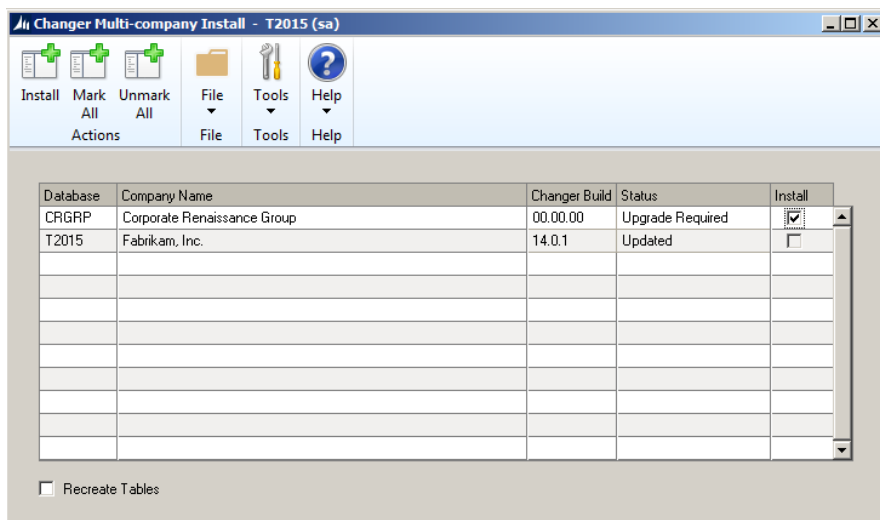 Changer Multi-company Install - T2015 (sa)
Install Mark All Unmark All File Tools Help
Actions File Tools Help
Database Company Name Changer Build Status Install
CRGRP Corporate Renaissance Group 00.00.00 Upgrade Required
T2015 Fabrikam, Inc. 14.0.1 Updated
Recreate Tables